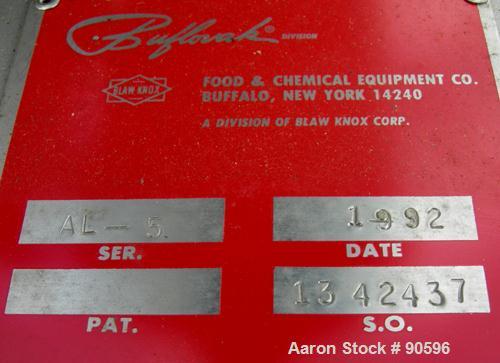 Buflovak® DIVISION
BLAW KNOX
FOOD & CHEMICAL EQUIPMENT CO.
BUFFALO, NEW YORK 14240
A DIVISION OF BLAW KNOX CORP.
AL-5 1992
SER. DATE
13 42437
PAT. S.O.
Aaron Stock # 90596